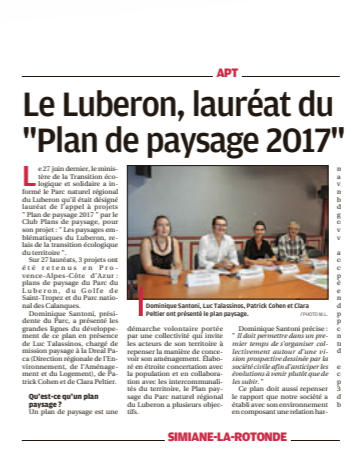 APT
Le Luberon, lauréat du
"Plan de paysage 2017"
Le 27 juin dernier, le minis-
tère de la Transition éco-
logique et solidaire a in-
formé le Parc naturel régional
du Luberon qu'il était désigné
lauréat de l'appel à projets
" Plan de paysage 2017 " par le
Club Plans de paysage, pour
son projet : " Les paysages em-
blématiques du Luberon, re-
lais de la transition écologique
du territoire ".
Sur 27 lauréats, 3 projets ont
été retenus en Pro-
vence-Alpes-Côte d'Azur :
plans de paysage du Parc du
Luberon, du Golfe de
Saint-Tropez et du Parc natio-
nal des Calanques.
Dominique Santoni, prési-
dente du Parc, a présenté les
grandes lignes du développe-
ment de ce plan en présence
de Luc Talassinos, chargé de
mission paysage à la Dreal Pa-
ca (Direction régionale de l'En-
vironnement, de l'Aménage-
ment et du Logement), de Pa-
trick Cohen et de Clara Peltier.
Qu'est-ce qu'un plan
paysage ?
Un plan de paysage est une
Dominique Santoni, Luc Talassinos, Patrick Cohen et Clara
Peltier ont présenté le plan paysage.
/ PHOTO M.L.
démarche volontaire portée
par une collectivité qui invite
les acteurs de son territoire à
repenser la manière de conce-
voir son aménagement. Élabo-
ré en étroite concertation avec
la population et en collabora-
tion avec les intercommunali-
tés du territoire, le Plan pay-
sage du Parc naturel régional
du Luberon a plusieurs objec-
tifs.
Dominique Santoni précise :
" Il doit permettre dans un pre-
mier temps de s'organiser col-
lectivement autour d'une vi-
sion prospective dessinée par la
société civile afin d'anticiper les
évolutions à venir plutôt que de
les subir. "
Ce plan doit aussi repenser
le rapport que notre société a
établi avec son environnement
en composant une relation har-
SIMIANE-LA-ROTONDE